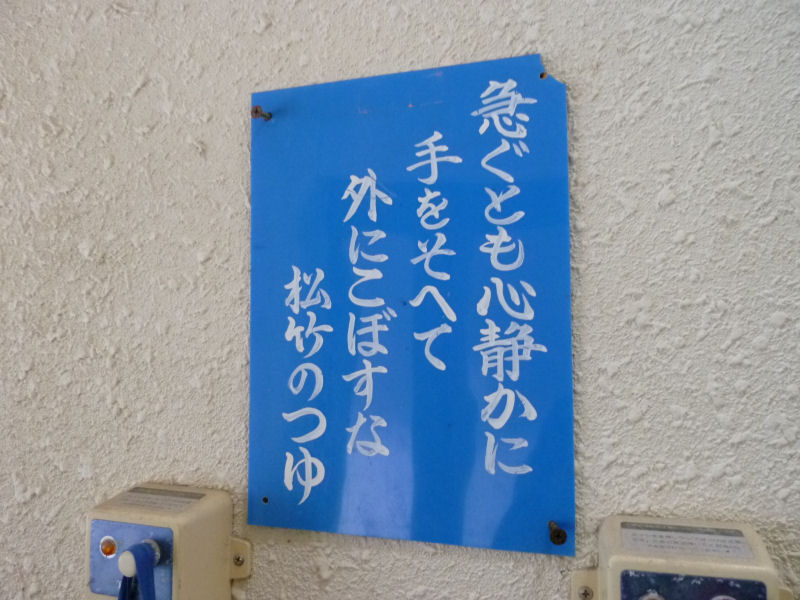 急ぐとも心静かに
手をそへて
外にこぼすな
松竹のつゆ